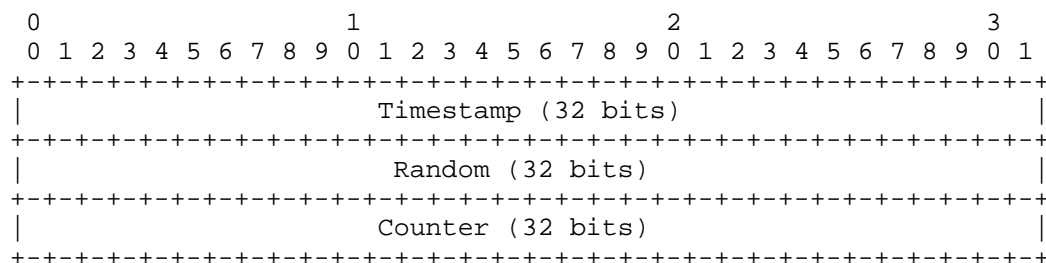 0                   1                   2                   3
 0 1 2 3 4 5 6 7 8 9 0 1 2 3 4 5 6 7 8 9 0 1 2 3 4 5 6 7 8 9 0 1
+-+-+-+-+-+-+-+-+-+-+-+-+-+-+-+-+-+-+-+-+-+-+-+-+-+-+-+-+-+-+-+-+
|                      Timestamp (32 bits)                      |
+-+-+-+-+-+-+-+-+-+-+-+-+-+-+-+-+-+-+-+-+-+-+-+-+-+-+-+-+-+-+-+-+
|                       Random (32 bits)                        |
+-+-+-+-+-+-+-+-+-+-+-+-+-+-+-+-+-+-+-+-+-+-+-+-+-+-+-+-+-+-+-+-+
|                      Counter (32 bits)                        |
+-+-+-+-+-+-+-+-+-+-+-+-+-+-+-+-+-+-+-+-+-+-+-+-+-+-+-+-+-+-+-+-+